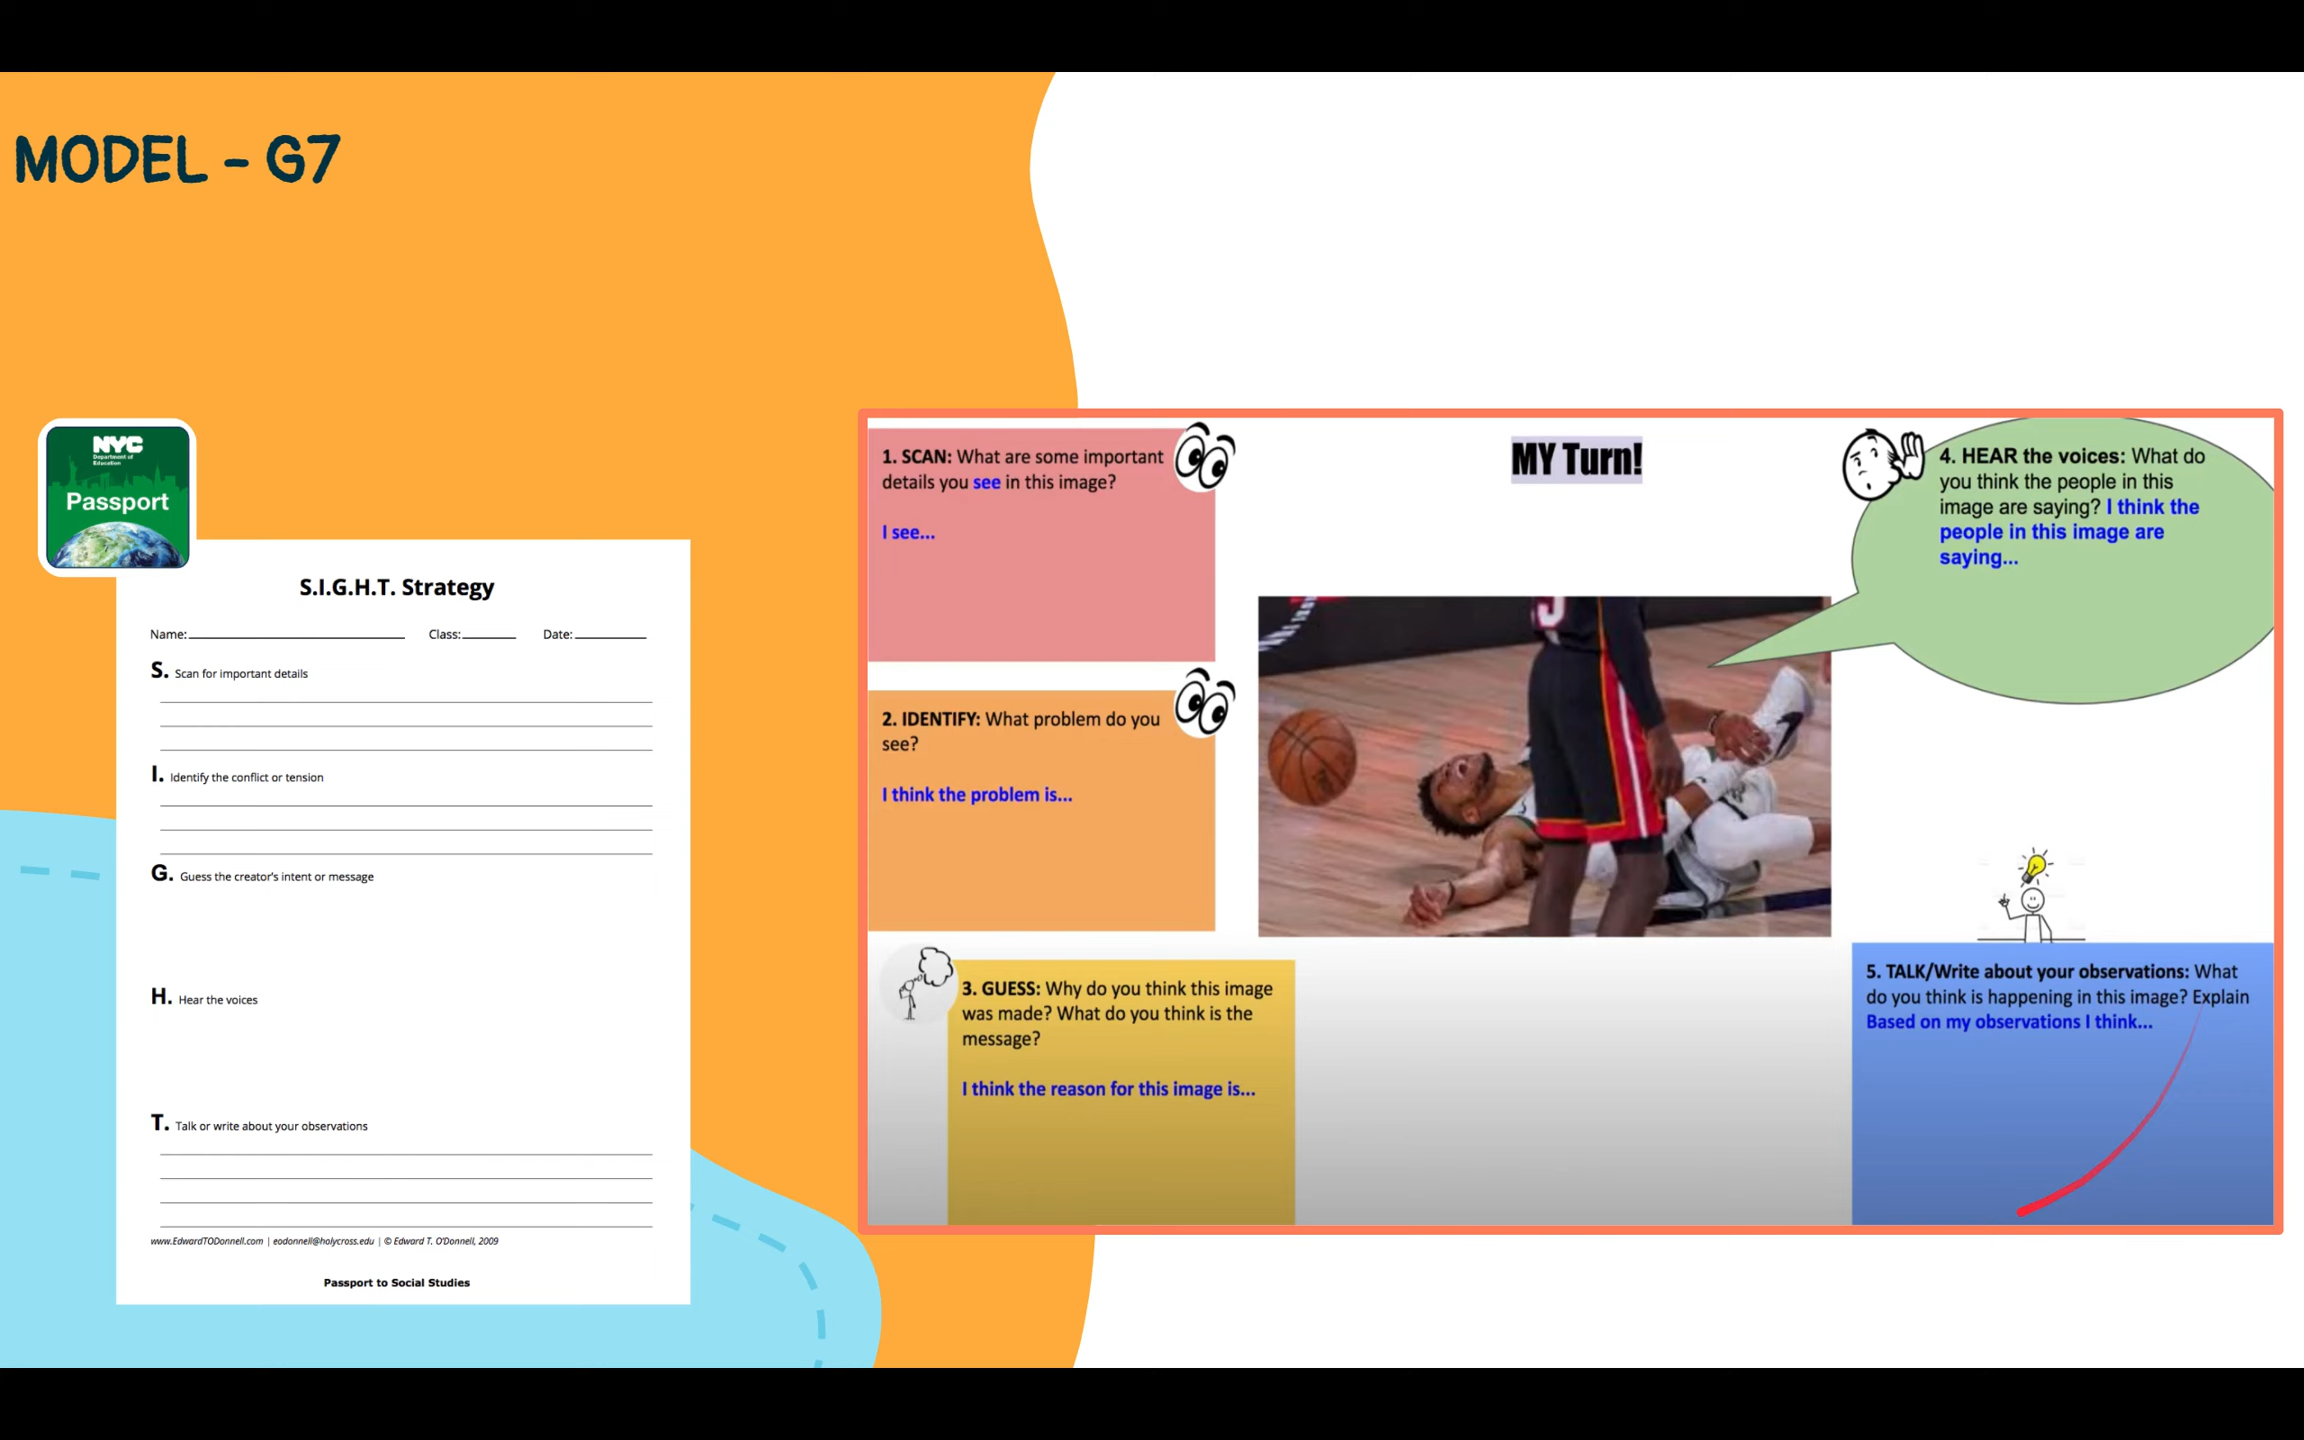 MODEL - G7
NYC
Department of
Education
Passport
S.I.G.H.T. Strategy
Name: Class: Date:
S. Scan for important details
I. Identify the conflict or tension
G. Guess the creator's intent or message
H. Hear the voices
T. Talk or write about your observations
www.EdwardTODonnell.com | eodonnell@holycross.edu | © Edward T. O'Donnell, 2009
Passport to Social Studies
1. SCAN: What are some important
details you see in this image?
I see...
2. IDENTIFY: What problem do you
see?
I think the problem is...
3. GUESS: Why do you think this image
was made? What do you think is the
message?
I think the reason for this image is...
MY Turn!
4. HEAR the voices: What do
you think the people in this
image are saying? I think the
people in this image are
saying...
5. TALK/Write about your observations: What
do you think is happening in this image? Explain
Based on my observations I think...